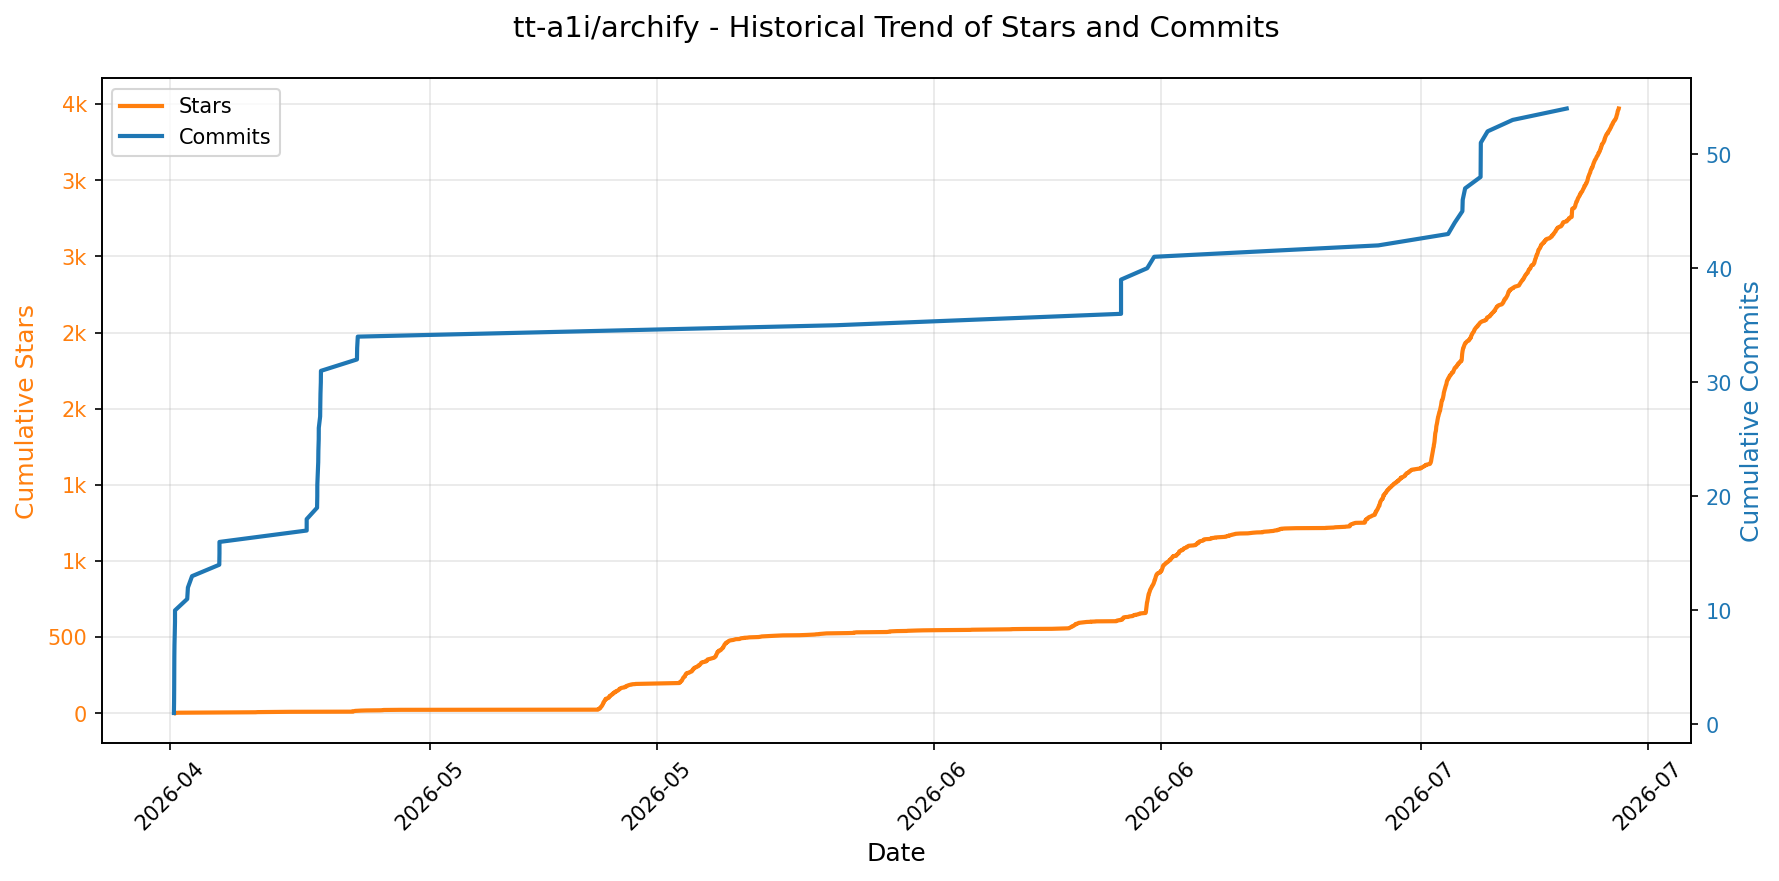 tt-a1i/archify - Historical Trend of Stars and Commits
Stars
Commits
4k
3k
3k
2k
2k
1k
1k
500
0
Cumulative Stars
50
40
30
20
10
0
Cumulative Commits
2026-04
2026-05
2026-05
2026-06
2026-06
2026-07
2026-07
Date